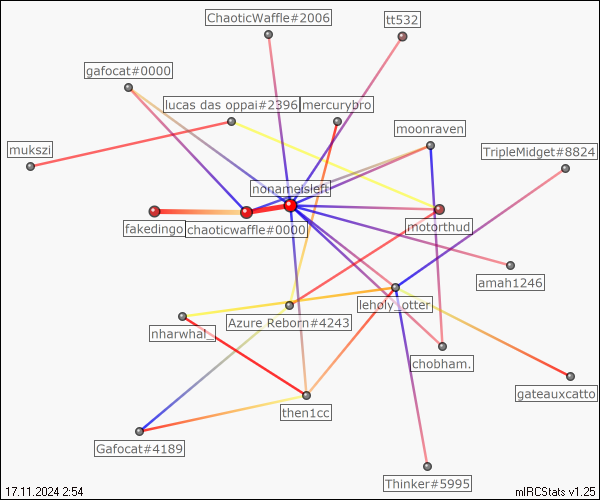 ChaoticWaffle#2006
tt532
gafocat#0000
lucas das oppai#2396
mercurybro
moonraven
mukszi
TripleMidget#8824
nonameisleft
fakedingo
chaoticwaffle#0000
motorthud
amah1246
leholy_otter
nharwhal_
Azure Reborn#4243
chobham.
gateauxcatto
then1cc
Gafocat#4189
Thinker#5995
17.11.2024 2:54
mIRCStats v1.25